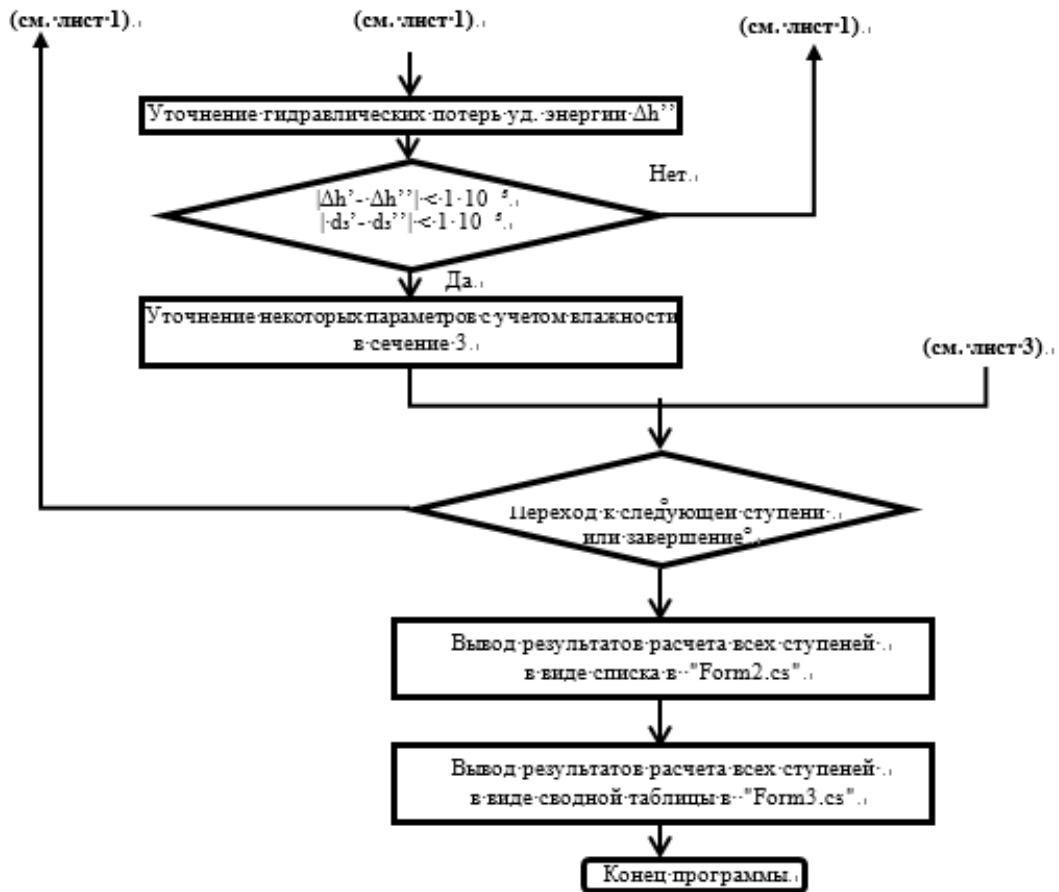 (см. лист 1)
(см. лист 1)
(см. лист 1)
Уточнение гидравлических потерь уд. энергии Δh’’
Нет
|Δh’- Δh’’| < 1·10⁻⁵
| ds’- ds’’| < 1·10⁻⁵
Да
Уточнение некоторых параметров с учетом влажности
в сечение 3
(см. лист 3)
Переход к следующей ступени
или завершение
Вывод результатов расчета всех ступеней
в виде списка в "Form2.cs"
Вывод результатов расчета всех ступеней
в виде сводной таблицы в "Form3.cs"
Конец программы